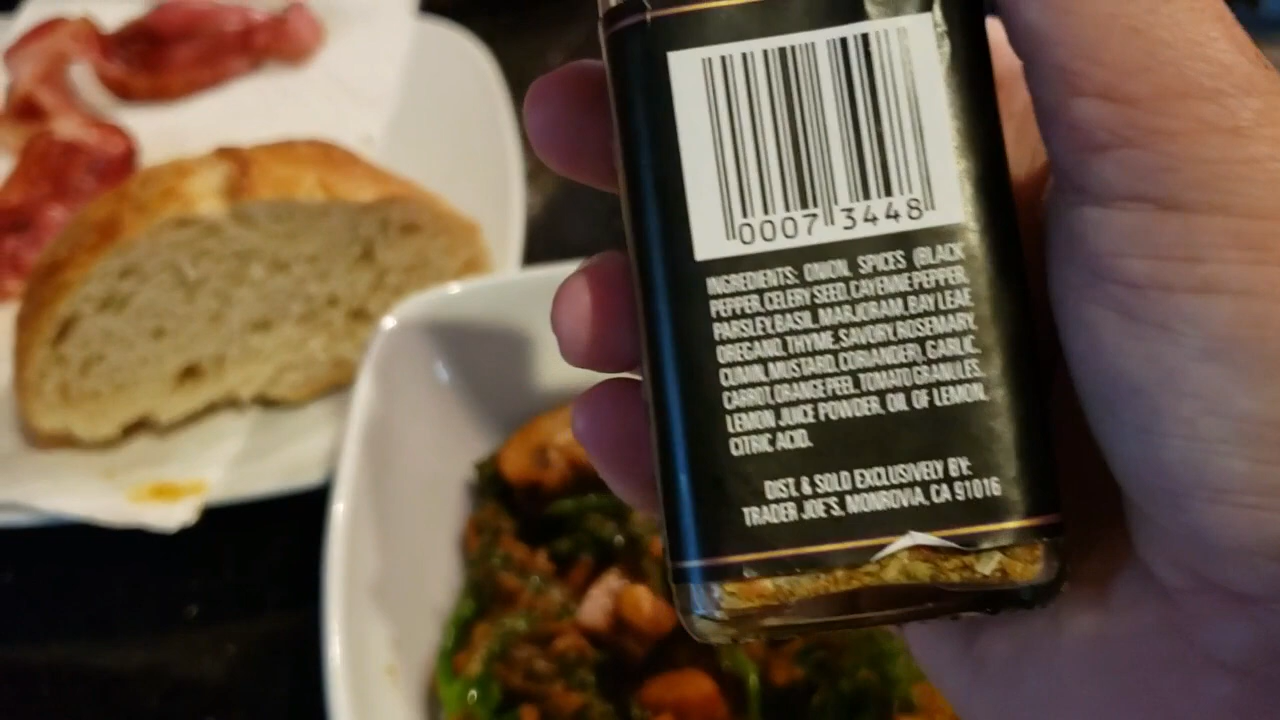 0007 3448
INGREDIENTS: ONION, SPICES (BLACK
PEPPER, CELERY SEED, CAYENNE PEPPER,
PARSLEY, BASIL, MARJORAM, BAY LEAF,
OREGANO, THYME, SAVORY, ROSEMARY,
CUMIN, MUSTARD, CORIANDER), GARLIC,
CARROT, ORANGE PEEL, TOMATO GRANULES,
LEMON JUICE POWDER, OIL OF LEMON,
CITRIC ACID.
DIST. & SOLD EXCLUSIVELY BY:
TRADER JOE'S, MONROVIA, CA 91016